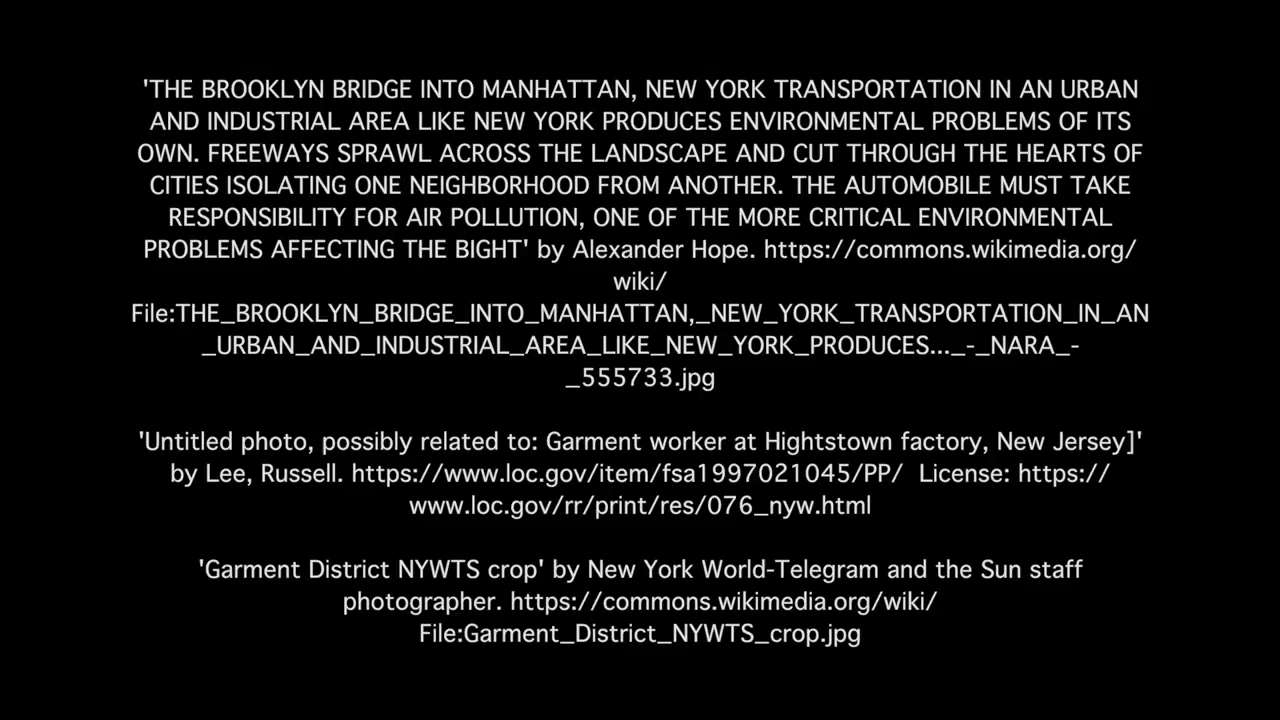 'THE BROOKLYN BRIDGE INTO MANHATTAN, NEW YORK TRANSPORTATION IN AN URBAN
AND INDUSTRIAL AREA LIKE NEW YORK PRODUCES ENVIRONMENTAL PROBLEMS OF ITS
OWN. FREEWAYS SPRAWL ACROSS THE LANDSCAPE AND CUT THROUGH THE HEARTS OF
CITIES ISOLATING ONE NEIGHBORHOOD FROM ANOTHER. THE AUTOMOBILE MUST TAKE
RESPONSIBILITY FOR AIR POLLUTION, ONE OF THE MORE CRITICAL ENVIRONMENTAL
PROBLEMS AFFECTING THE BIGHT' by Alexander Hope. https://commons.wikimedia.org/
wiki/
File:THE_BROOKLYN_BRIDGE_INTO_MANHATTAN,_NEW_YORK_TRANSPORTATION_IN_AN
_URBAN_AND_INDUSTRIAL_AREA_LIKE_NEW_YORK_PRODUCES..._-_NARA_-
_555733.jpg
'Untitled photo, possibly related to: Garment worker at Hightstown factory, New Jersey]'
by Lee, Russell. https://www.loc.gov/item/fsa1997021045/PP/  License: https://
www.loc.gov/rr/print/res/076_nyw.html
'Garment District NYWTS crop' by New York World-Telegram and the Sun staff
photographer. https://commons.wikimedia.org/wiki/
File:Garment_District_NYWTS_crop.jpg